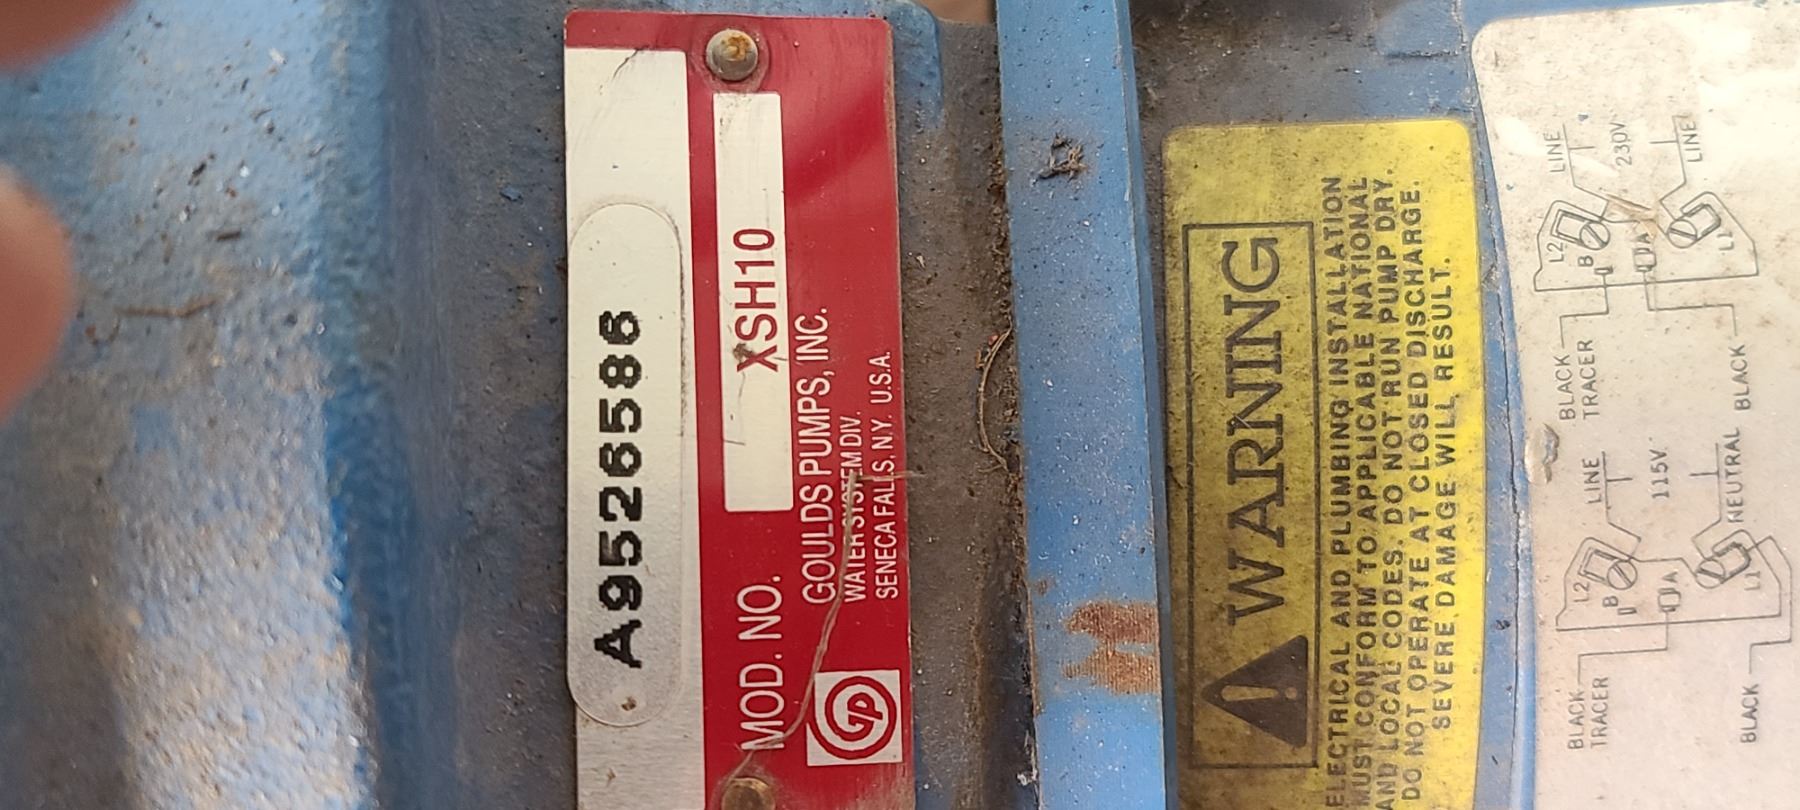 A9526586
XSH10
MOD. NO.
GOULDS PUMPS, INC.
WATER SYSTEM DIV.
SENECA FALLS, N.Y. U.S.A.
WARNING
ELECTRICAL AND PLUMBING INSTALLATION
MUST CONFORM TO APPLICABLE NATIONAL
AND LOCAL CODES. DO NOT RUN PUMP DRY.
DO NOT OPERATE AT CLOSED DISCHARGE.
SEVERE DAMAGE WILL RESULT.
BLACK
TRACER
L2
B
A
LINE
115V
NEUTRAL
L1
BLACK
BLACK
TRACER
L2
B
A
LINE
230V
LINE
L1
BLACK